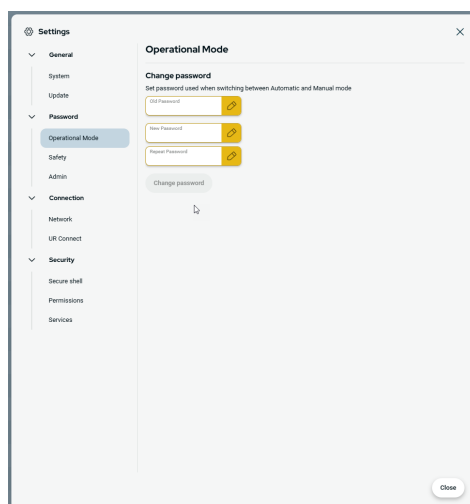 Settings
General
System
Update
Password
Operational Mode
Safety
Admin
Connection
Network
UR Connect
Security
Secure shell
Permissions
Services
Operational Mode
Change password
Set password used when switching between Automatic and Manual mode
Old Password
New Password
Repeat Password
Change password
Close